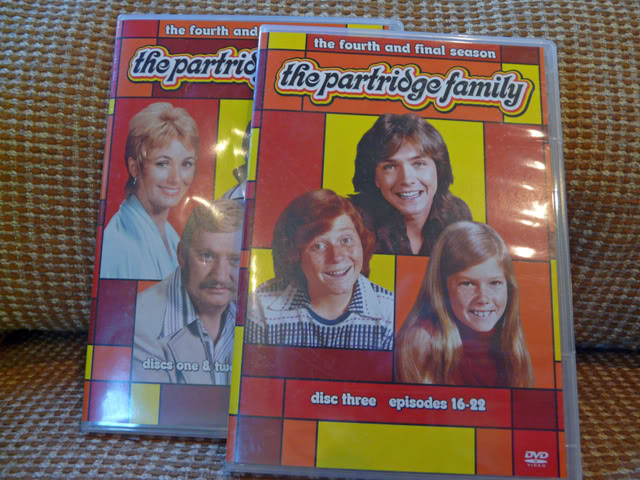 the fourth and
the partrid
discs one & two
the fourth and final season
the partridge family
disc three episodes 16-22
DVD
VIDEO